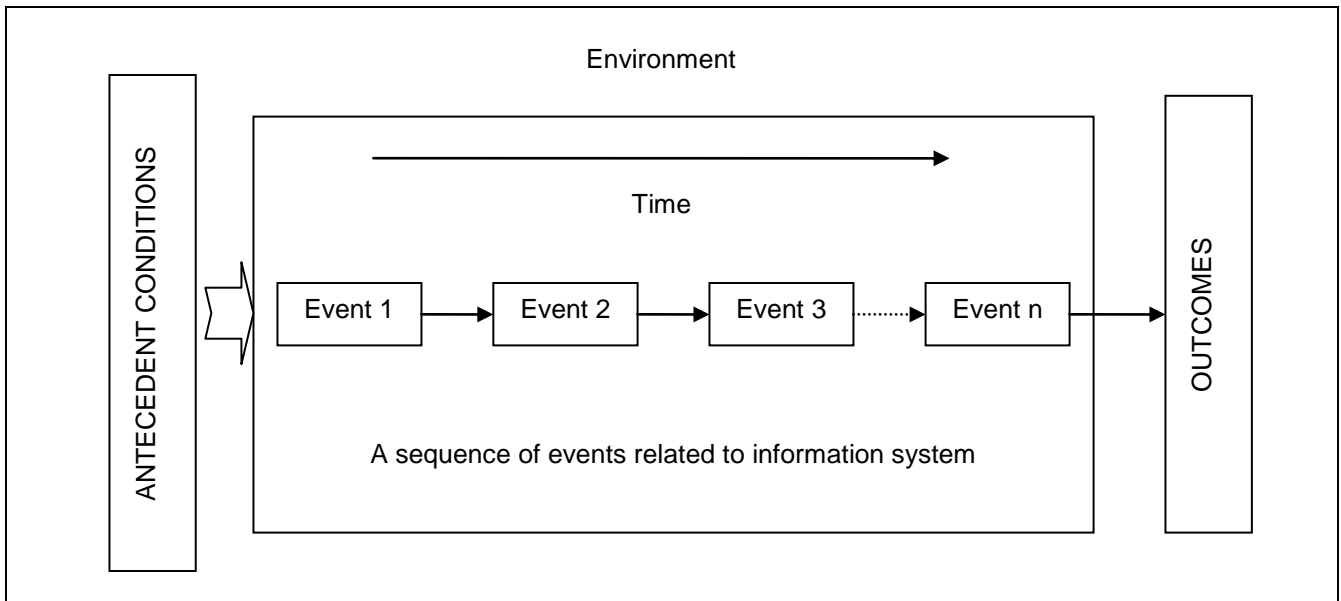 Environment
ANTECEDENT CONDITIONS
Time
Event 1
Event 2
Event 3
Event n
A sequence of events related to information system
OUTCOMES